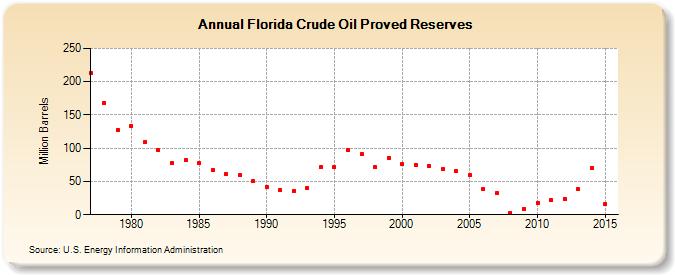 Annual Florida Crude Oil Proved Reserves
Million Barrels
250
200
150
100
50
0
1980 1985 1990 1995 2000 2005 2010 2015
Source: U.S. Energy Information Administration